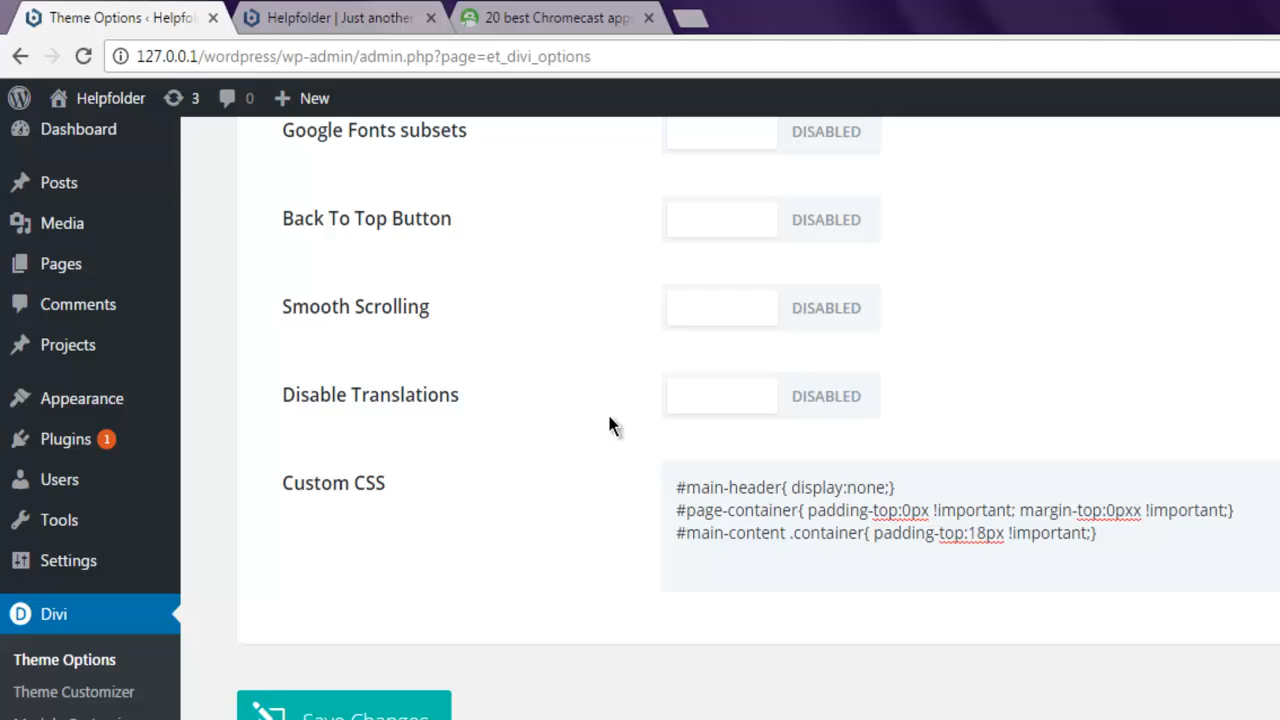 Theme Options ‹ Helpfo
Helpfolder | Just another
20 best Chromecast apps
127.0.0.1/wordpress/wp-admin/admin.php?page=et_divi_options
Helpfolder
3
0
New
Dashboard
Posts
Media
Pages
Comments
Projects
Appearance
Plugins 1
Users
Tools
Settings
Divi
Theme Options
Theme Customizer
Google Fonts subsets
DISABLED
Back To Top Button
DISABLED
Smooth Scrolling
DISABLED
Disable Translations
DISABLED
Custom CSS
#main-header{ display:none;}
#page-container{ padding-top:0px !important; margin-top:0pxx !important;}
#main-content .container{ padding-top:18px !important;}
Save Changes